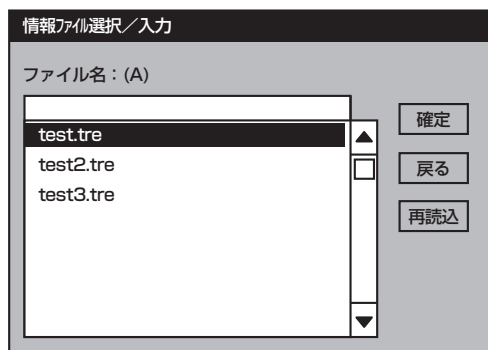 情報ファイル選択／入力
ファイル名：(A)
確定
test.tre
test2.tre
戻る
test3.tre
再読込